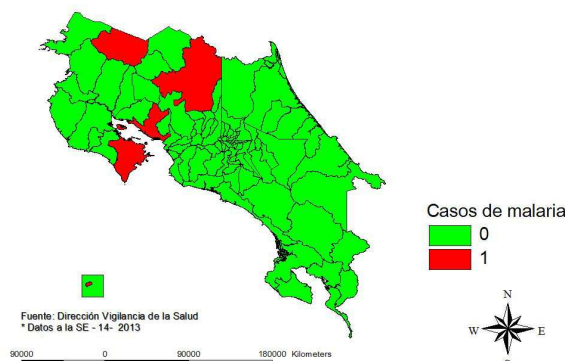 Casos de malaria
0
1
Fuente: Dirección Vigilancia de la Salud
* Datos a la SE - 14- 2013
N
W E
S
90000 0 90000 180000 Kilometers